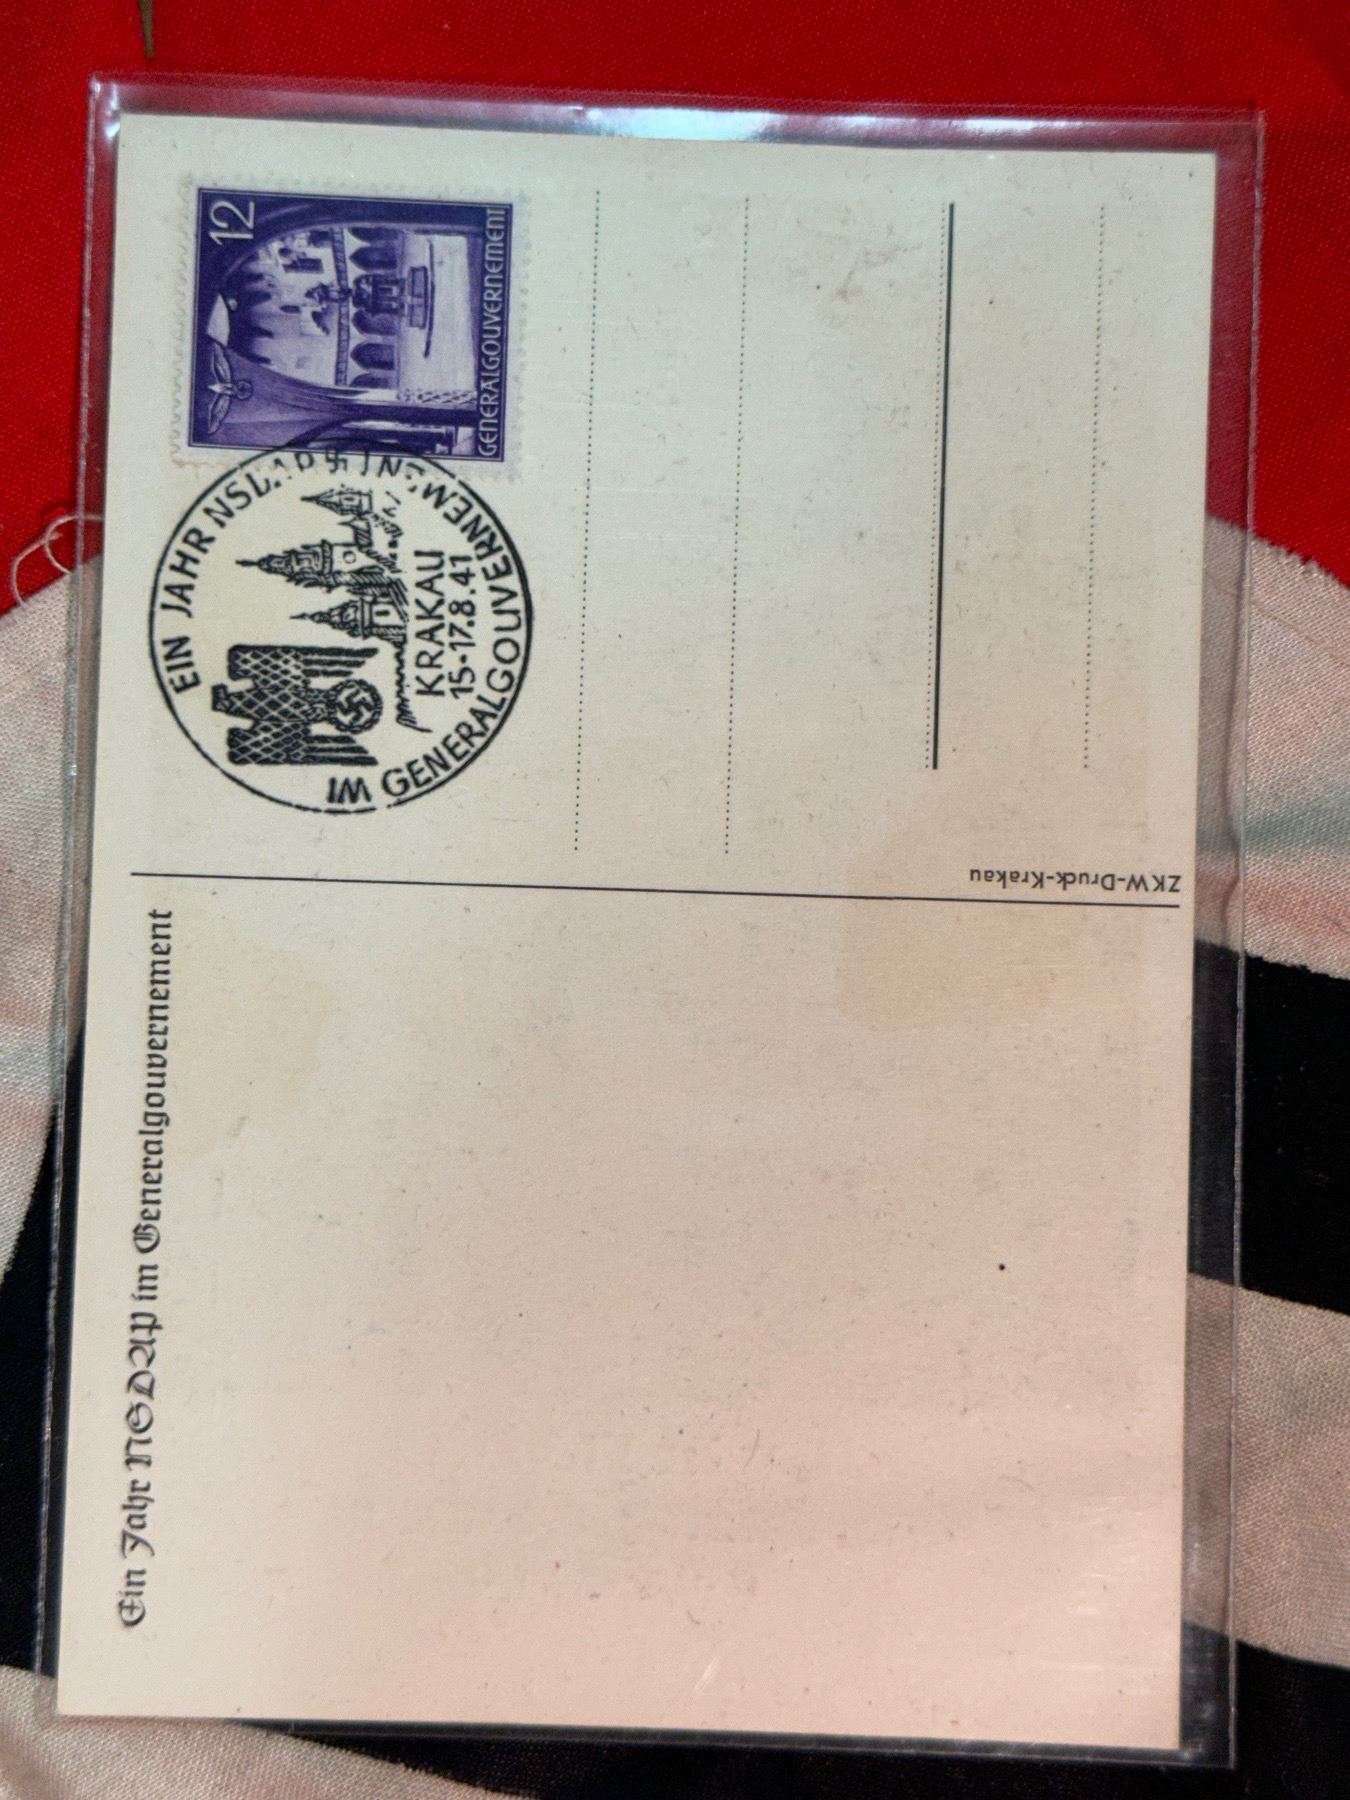 Ein Jahr NSDAP im Generalgouvernement
12
GENERALGOUVERNEMENT
EIN JAHR NSDAP
IM GENERALGOUVERNEMENT
KRAKAU
15-17.8.41
ZKW-Druck-Krakau